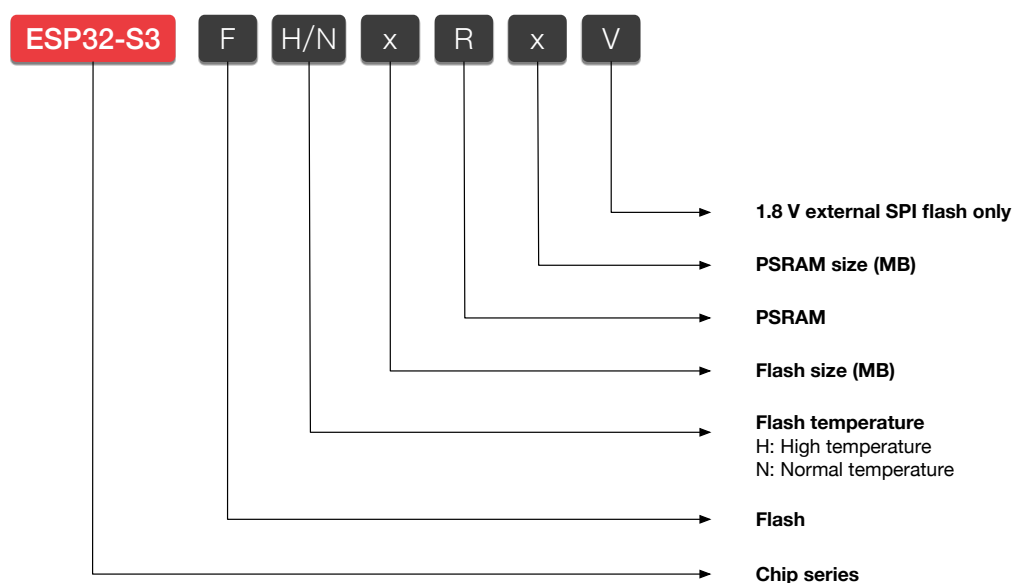 ESP32-S3 F H/N x R x V
1.8 V external SPI flash only
PSRAM size (MB)
PSRAM
Flash size (MB)
Flash temperature
H: High temperature
N: Normal temperature
Flash
Chip series